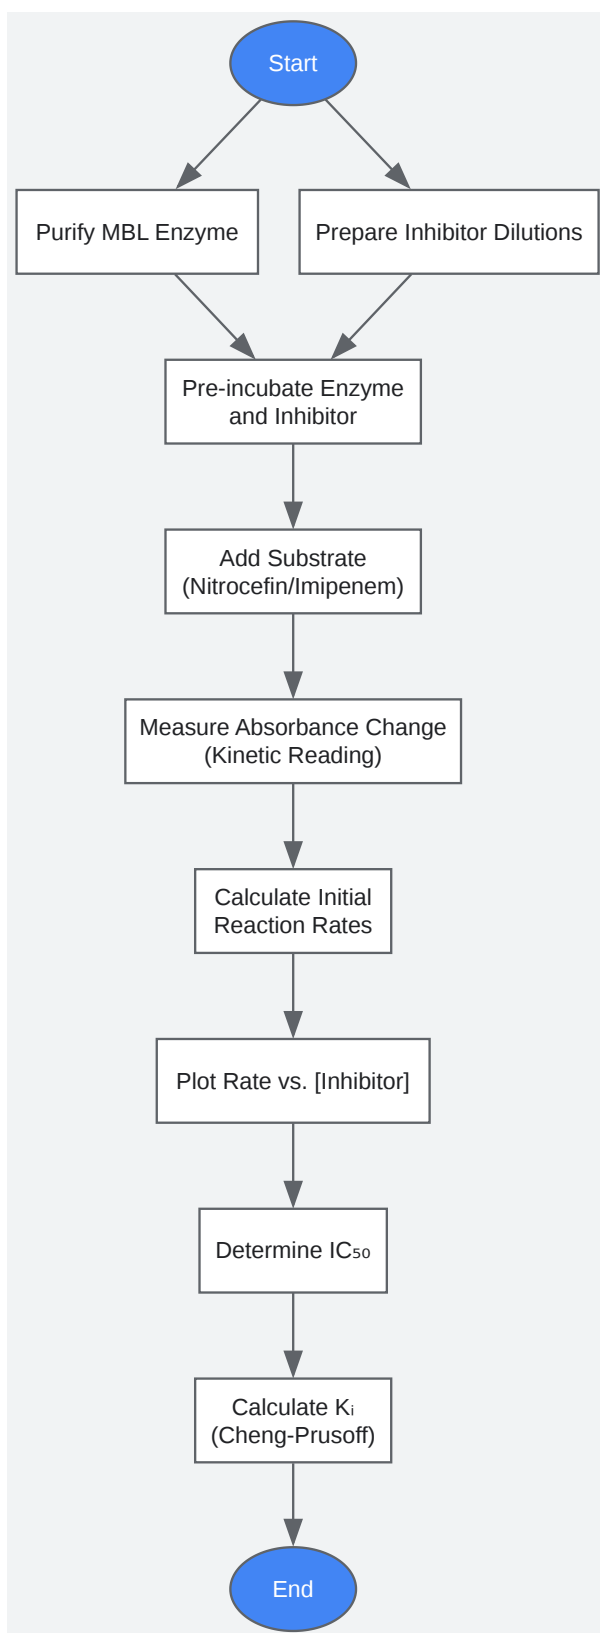 Start
Purify MBL Enzyme
Prepare Inhibitor Dilutions
Pre-incubate Enzyme
and Inhibitor
Add Substrate
(Nitrocefin/Imipenem)
Measure Absorbance Change
(Kinetic Reading)
Calculate Initial
Reaction Rates
Plot Rate vs. [Inhibitor]
Determine IC₅₀
Calculate Kᵢ
(Cheng-Prusoff)
End